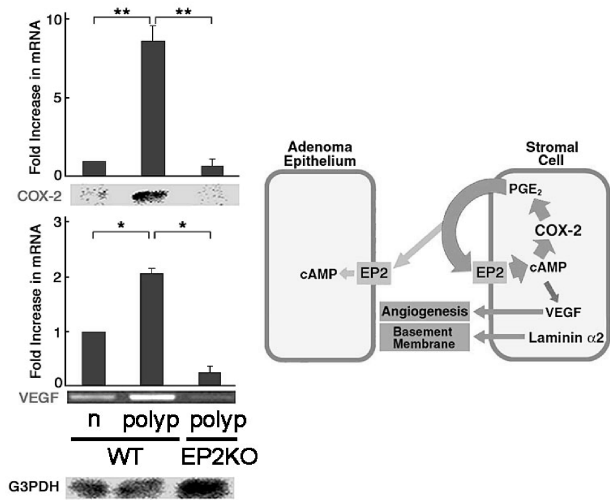 **
**
10
5
0
Fold Increase in mRNA
COX-2
3
2
1
0
Fold Increase in mRNA
*
*
VEGF
n
polyp
polyp
WT
EP2KO
G3PDH
Adenoma
Epithelium
Stromal
Cell
PGE₂
COX-2
cAMP
EP2
EP2
cAMP
Angiogenesis
VEGF
Basement
Membrane
Laminin α2